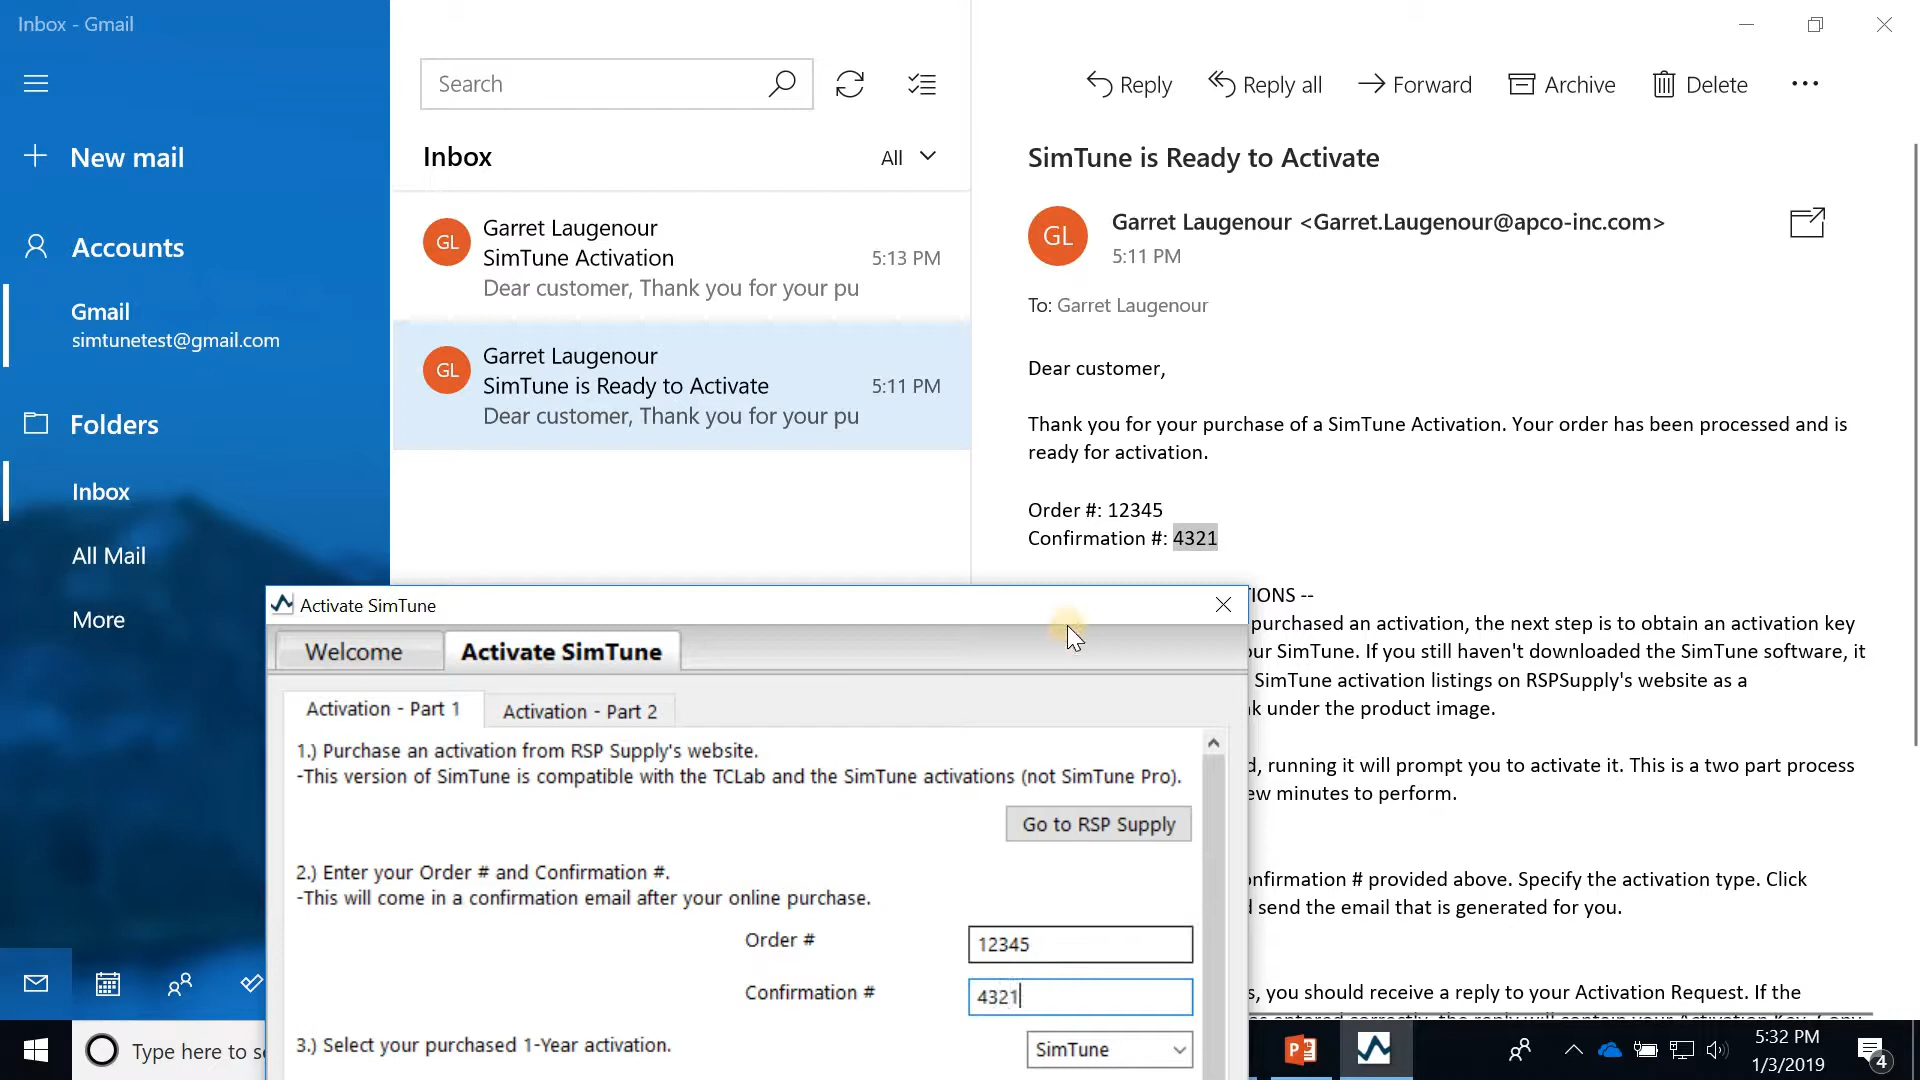 Inbox - Gmail
New mail
Accounts
Gmail
simtunetest@gmail.com
Folders
Inbox
All Mail
More
Search
Inbox
All
GL
Garret Laugenour
SimTune Activation
5:13 PM
Dear customer, Thank you for your pu
GL
Garret Laugenour
SimTune is Ready to Activate
5:11 PM
Dear customer, Thank you for your pu
Reply
Reply all
Forward
Archive
Delete
SimTune is Ready to Activate
GL
Garret Laugenour <Garret.Laugenour@apco-inc.com>
5:11 PM
To: Garret Laugenour
Dear customer,
Thank you for your purchase of a SimTune Activation. Your order has been processed and is
ready for activation.
Order #: 12345
Confirmation #: 4321
IONS --
purchased an activation, the next step is to obtain an activation key
ur SimTune. If you still haven't downloaded the SimTune software, it
SimTune activation listings on RSPSupply's website as a
k under the product image.
d, running it will prompt you to activate it. This is a two part process
ew minutes to perform.
nfirmation # provided above. Specify the activation type. Click
d send the email that is generated for you.
s, you should receive a reply to your Activation Request. If the
Activate SimTune
Welcome
Activate SimTune
Activation - Part 1
Activation - Part 2
1.) Purchase an activation from RSP Supply's website.
-This version of SimTune is compatible with the TCLab and the SimTune activations (not SimTune Pro).
Go to RSP Supply
2.) Enter your Order # and Confirmation #.
-This will come in a confirmation email after your online purchase.
Order #
12345
Confirmation #
4321
3.) Select your purchased 1-Year activation.
SimTune
Type here to s
5:32 PM
1/3/2019
4